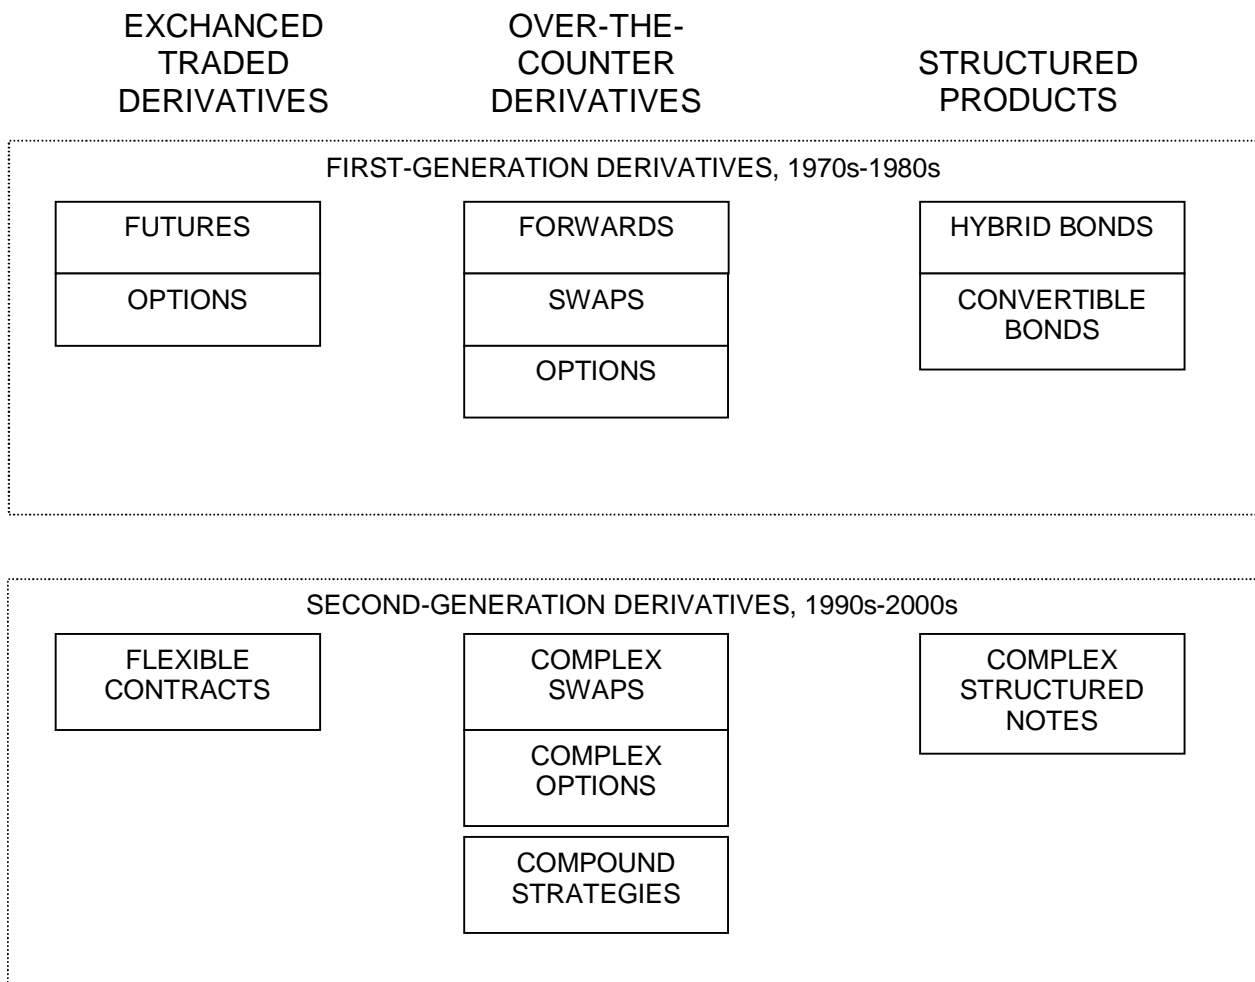 EXCHANCED
TRADED
DERIVATIVES
OVER-THE-
COUNTER
DERIVATIVES
STRUCTURED
PRODUCTS
FIRST-GENERATION DERIVATIVES, 1970s-1980s
FUTURES
OPTIONS
FORWARDS
SWAPS
OPTIONS
HYBRID BONDS
CONVERTIBLE
BONDS
SECOND-GENERATION DERIVATIVES, 1990s-2000s
FLEXIBLE
CONTRACTS
COMPLEX
SWAPS
COMPLEX
OPTIONS
COMPOUND
STRATEGIES
COMPLEX
STRUCTURED
NOTES